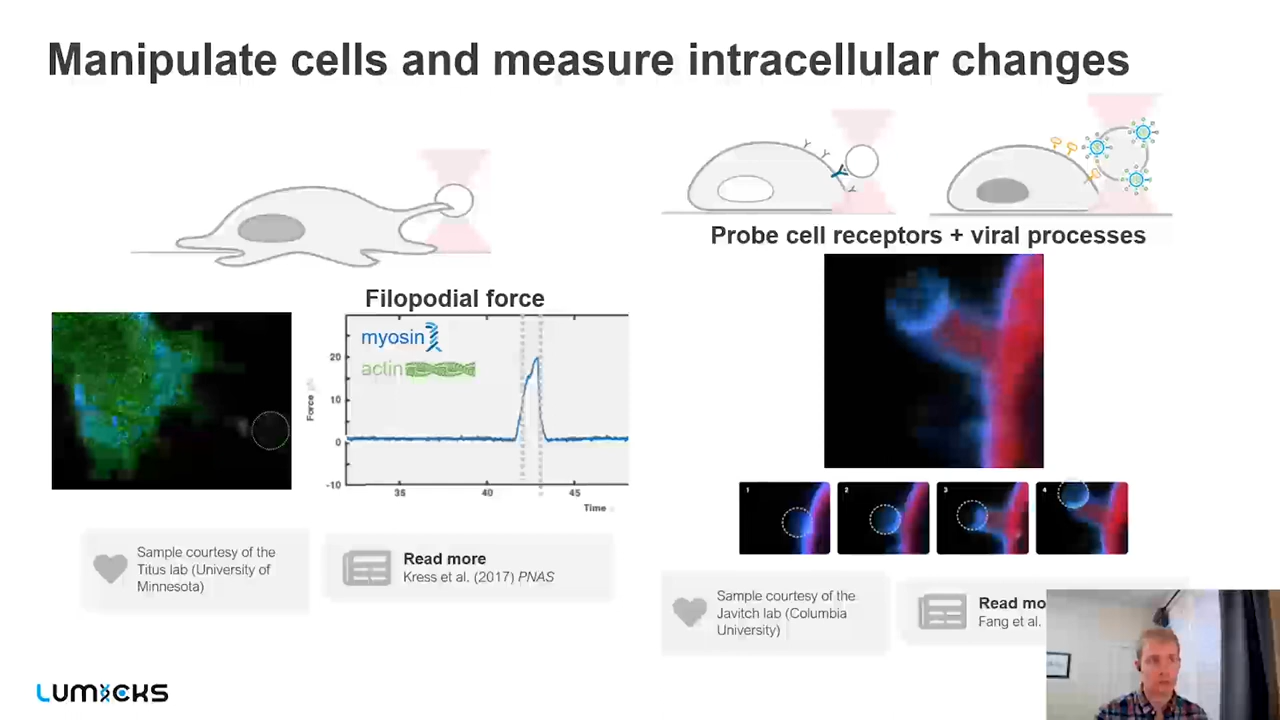 Manipulate cells and measure intracellular changes
Filopodial force
myosin
actin
20
10
0
-10
Force
35
40
45
Time
Sample courtesy of the
Titus lab (University of
Minnesota)
Read more
Kress et al. (2017) PNAS
Probe cell receptors + viral processes
1
2
3
4
Sample courtesy of the
Javitch lab (Columbia
University)
Read mo
Fang et al.
LUMICKS